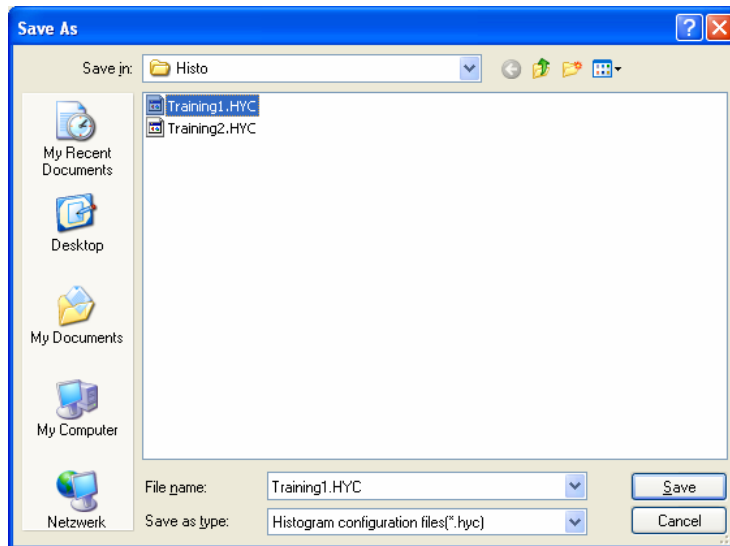 Save As
Save in: Histo
Training1.HYC
Training2.HYC
My Recent
Documents
Desktop
My Documents
My Computer
Netzwerk
File name: Training1.HYC Save
Save as type: Histogram configuration files(*.hyc) Cancel